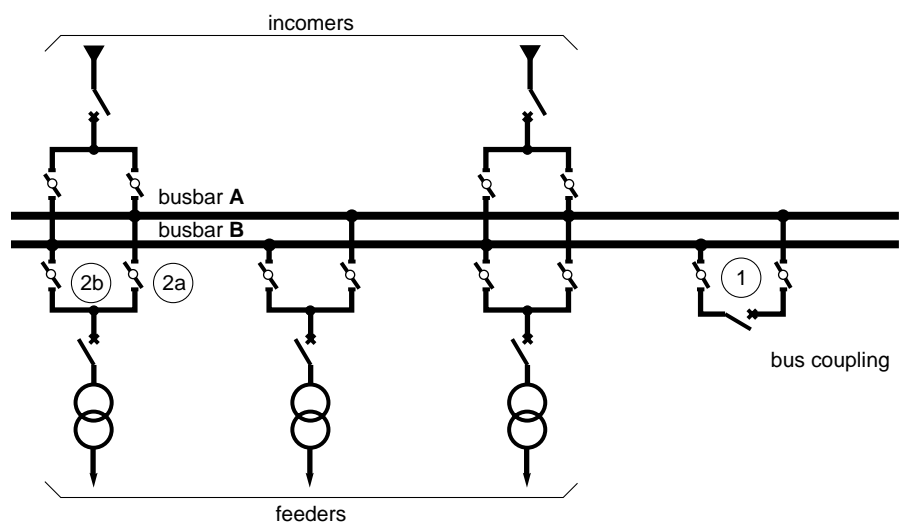 incomers
busbar A
busbar B
2b
2a
1
bus coupling
feeders